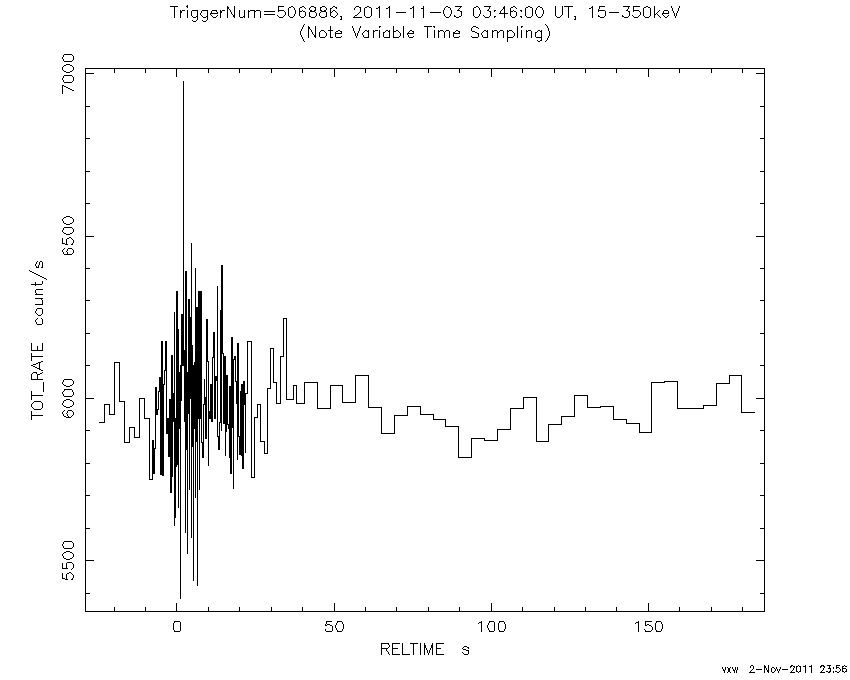 TriggerNum=506886, 2011-11-03 03:46:00 UT, 15-350keV
(Note Variable Time Sampling)
7000
6500
6000
5500
TOT_RATE count/s
0 50 100 150
RELTIME s
vxw 2-Nov-2011 23:56